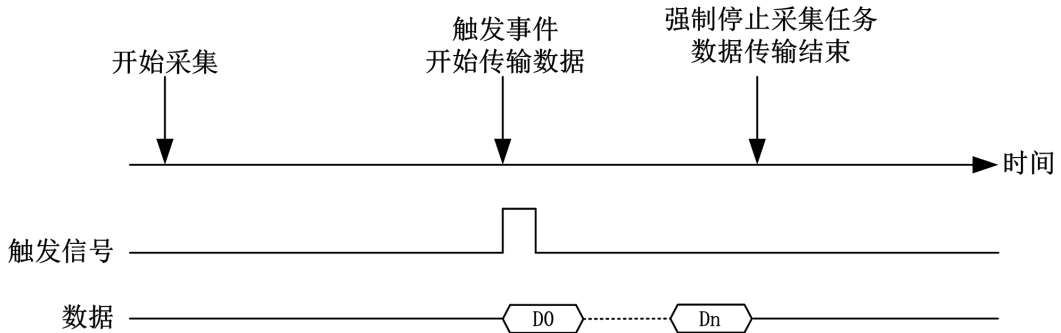 开始采集
触发事件
开始传输数据
强制停止采集任务
数据传输结束
时间
触发信号
数据
D0
Dn